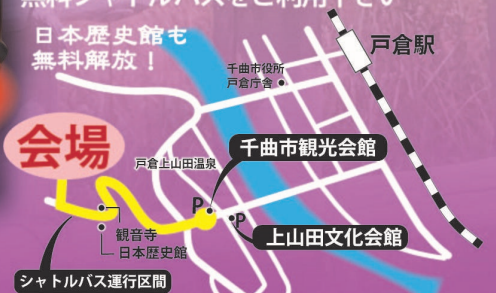 無料シャトルバスをご利用下さい
日本歴史館も
無料解放！
戸倉駅
千曲市役所
戸倉庁舎
会場
千曲市観光会館
戸倉上山田温泉
P
P
上山田文化会館
観音寺
日本歴史館
シャトルバス運行区間